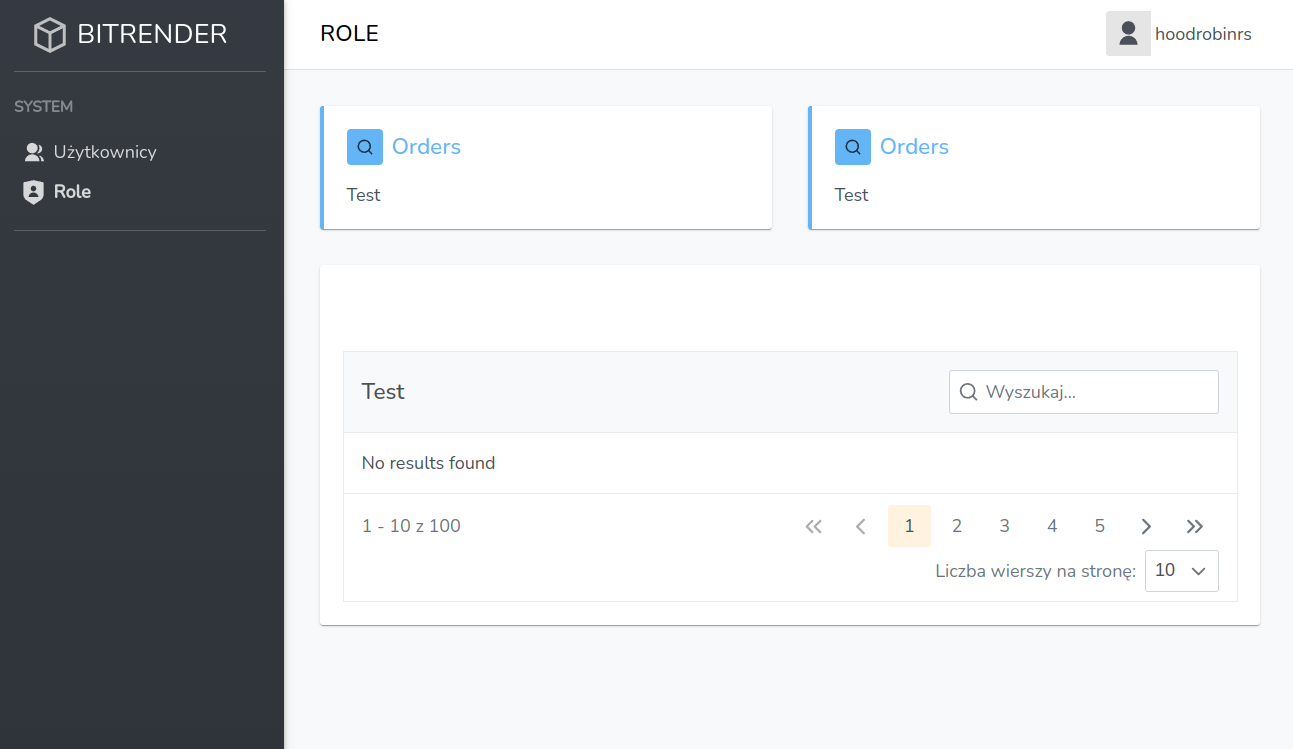 BITRENDER
SYSTEM
Użytkownicy
Role
ROLE
hoodrobinrs
Orders
Test
Orders
Test
Test
Wyszukaj...
No results found
1 - 10 z 100
1 2 3 4 5
Liczba wierszy na stronę: 10